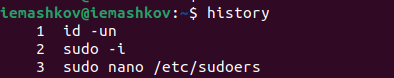 iemashkov@iemashkov:~$ history
    1  id -un
    2  sudo -i
    3  sudo nano /etc/sudoers